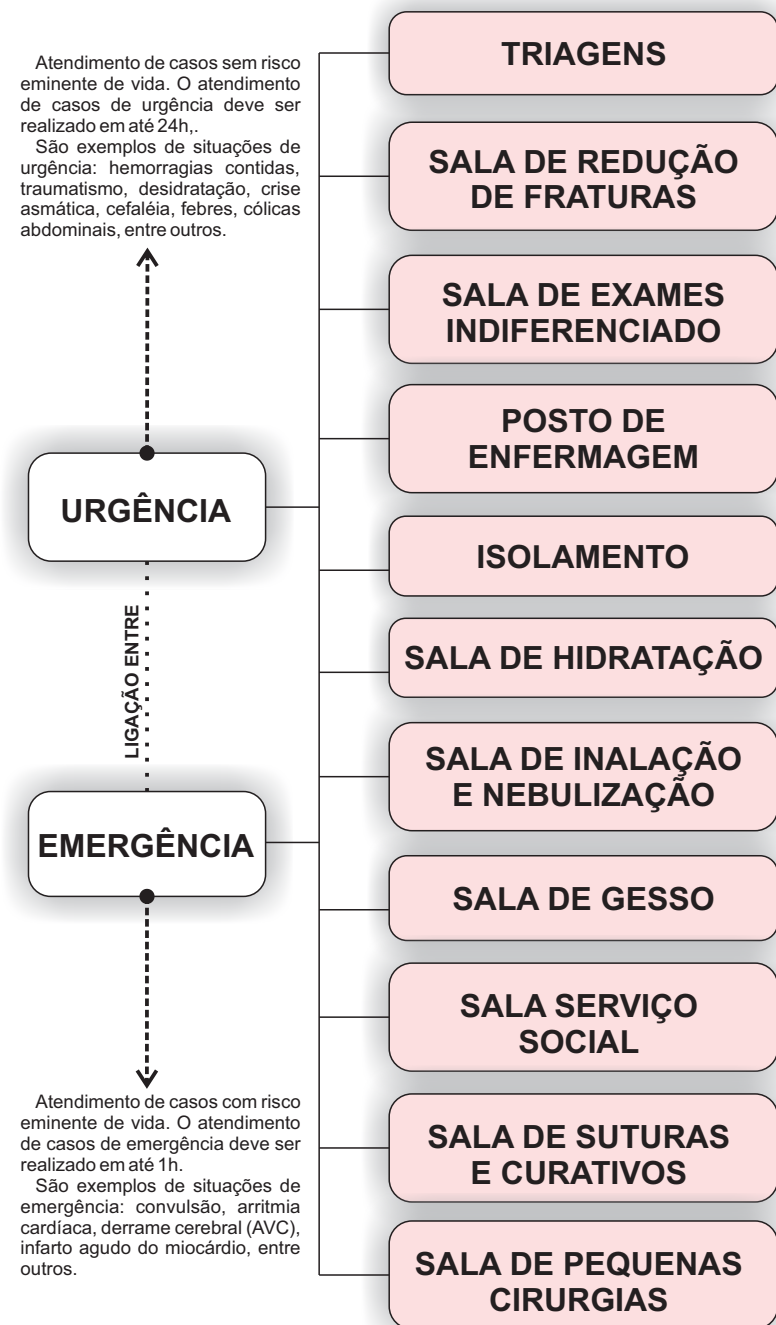 Atendimento de casos sem risco
eminente de vida. O atendimento
de casos de urgência deve ser
realizado em até 24h,.
São exemplos de situações de
urgência: hemorragias contidas,
traumatismo, desidratação, crise
asmática, cefaléia, febres, cólicas
abdominais, entre outros.
URGÊNCIA
LIGAÇÃO ENTRE
EMERGÊNCIA
Atendimento de casos com risco
eminente de vida. O atendimento
de casos de emergência deve ser
realizado em até 1h.
São exemplos de situações de
emergência: convulsão, arritmia
cardíaca, derrame cerebral (AVC),
infarto agudo do miocárdio, entre
outros.
TRIAGENS
SALA DE REDUÇÃO
DE FRATURAS
SALA DE EXAMES
INDIFERENCIADO
POSTO DE
ENFERMAGEM
ISOLAMENTO
SALA DE HIDRATAÇÃO
SALA DE INALAÇÃO
E NEBULIZAÇÃO
SALA DE GESSO
SALA SERVIÇO
SOCIAL
SALA DE SUTURAS
E CURATIVOS
SALA DE PEQUENAS
CIRURGIAS